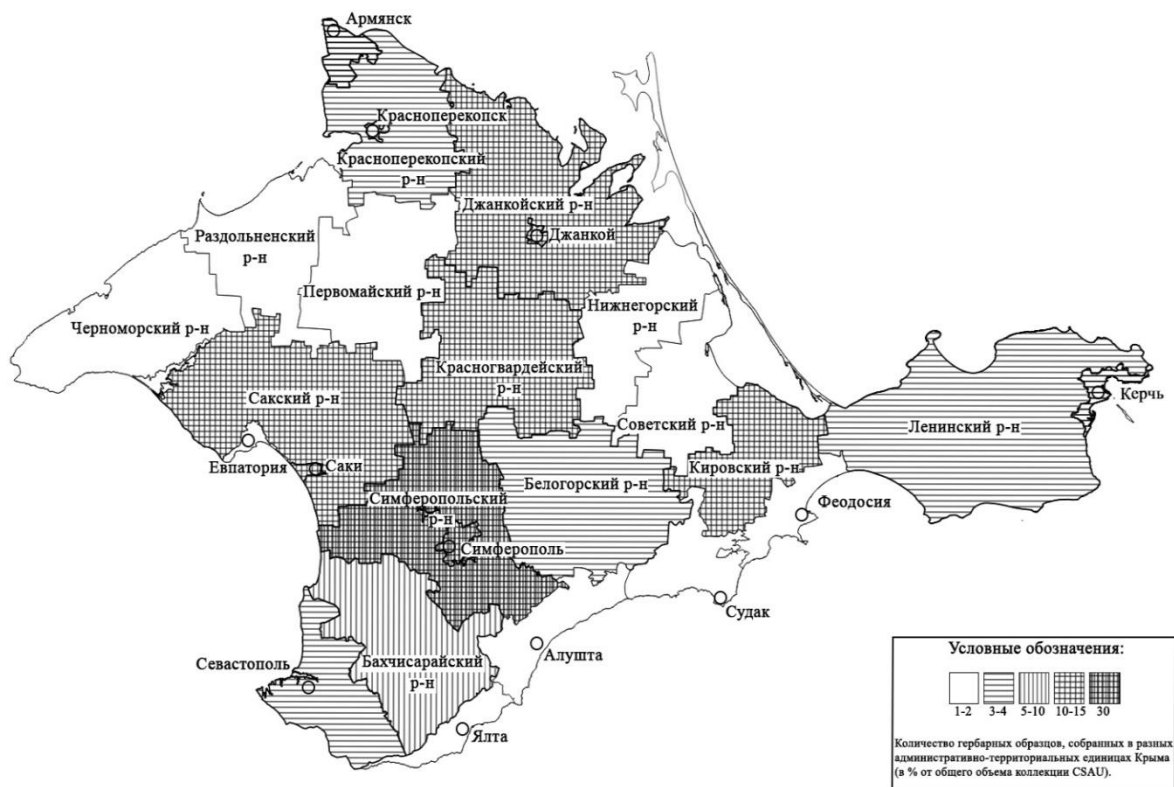 Армянск
Красноперекопск
Красноперекопский
р-н
Джанкойский р-н
Джанкой
Раздольненский
р-н
Первомайский р-н
Нижнегорский
р-н
Черноморский р-н
Красногвардейский
р-н
Сакский р-н
Керчь
Ленинский р-н
Советский р-н
Евпатория
Саки
Кировский р-н
Белогорский р-н
Симферопольский
р-н
Феодосия
Симферополь
Судак
Алушта
Севастополь
Бахчисарайский
р-н
Ялта
Условные обозначения:
1-2 3-4 5-10 10-15 30
Количество гербарных образцов, собранных в разных
административно-территориальных единицах Крыма
(в % от общего объема коллекции CSAU).